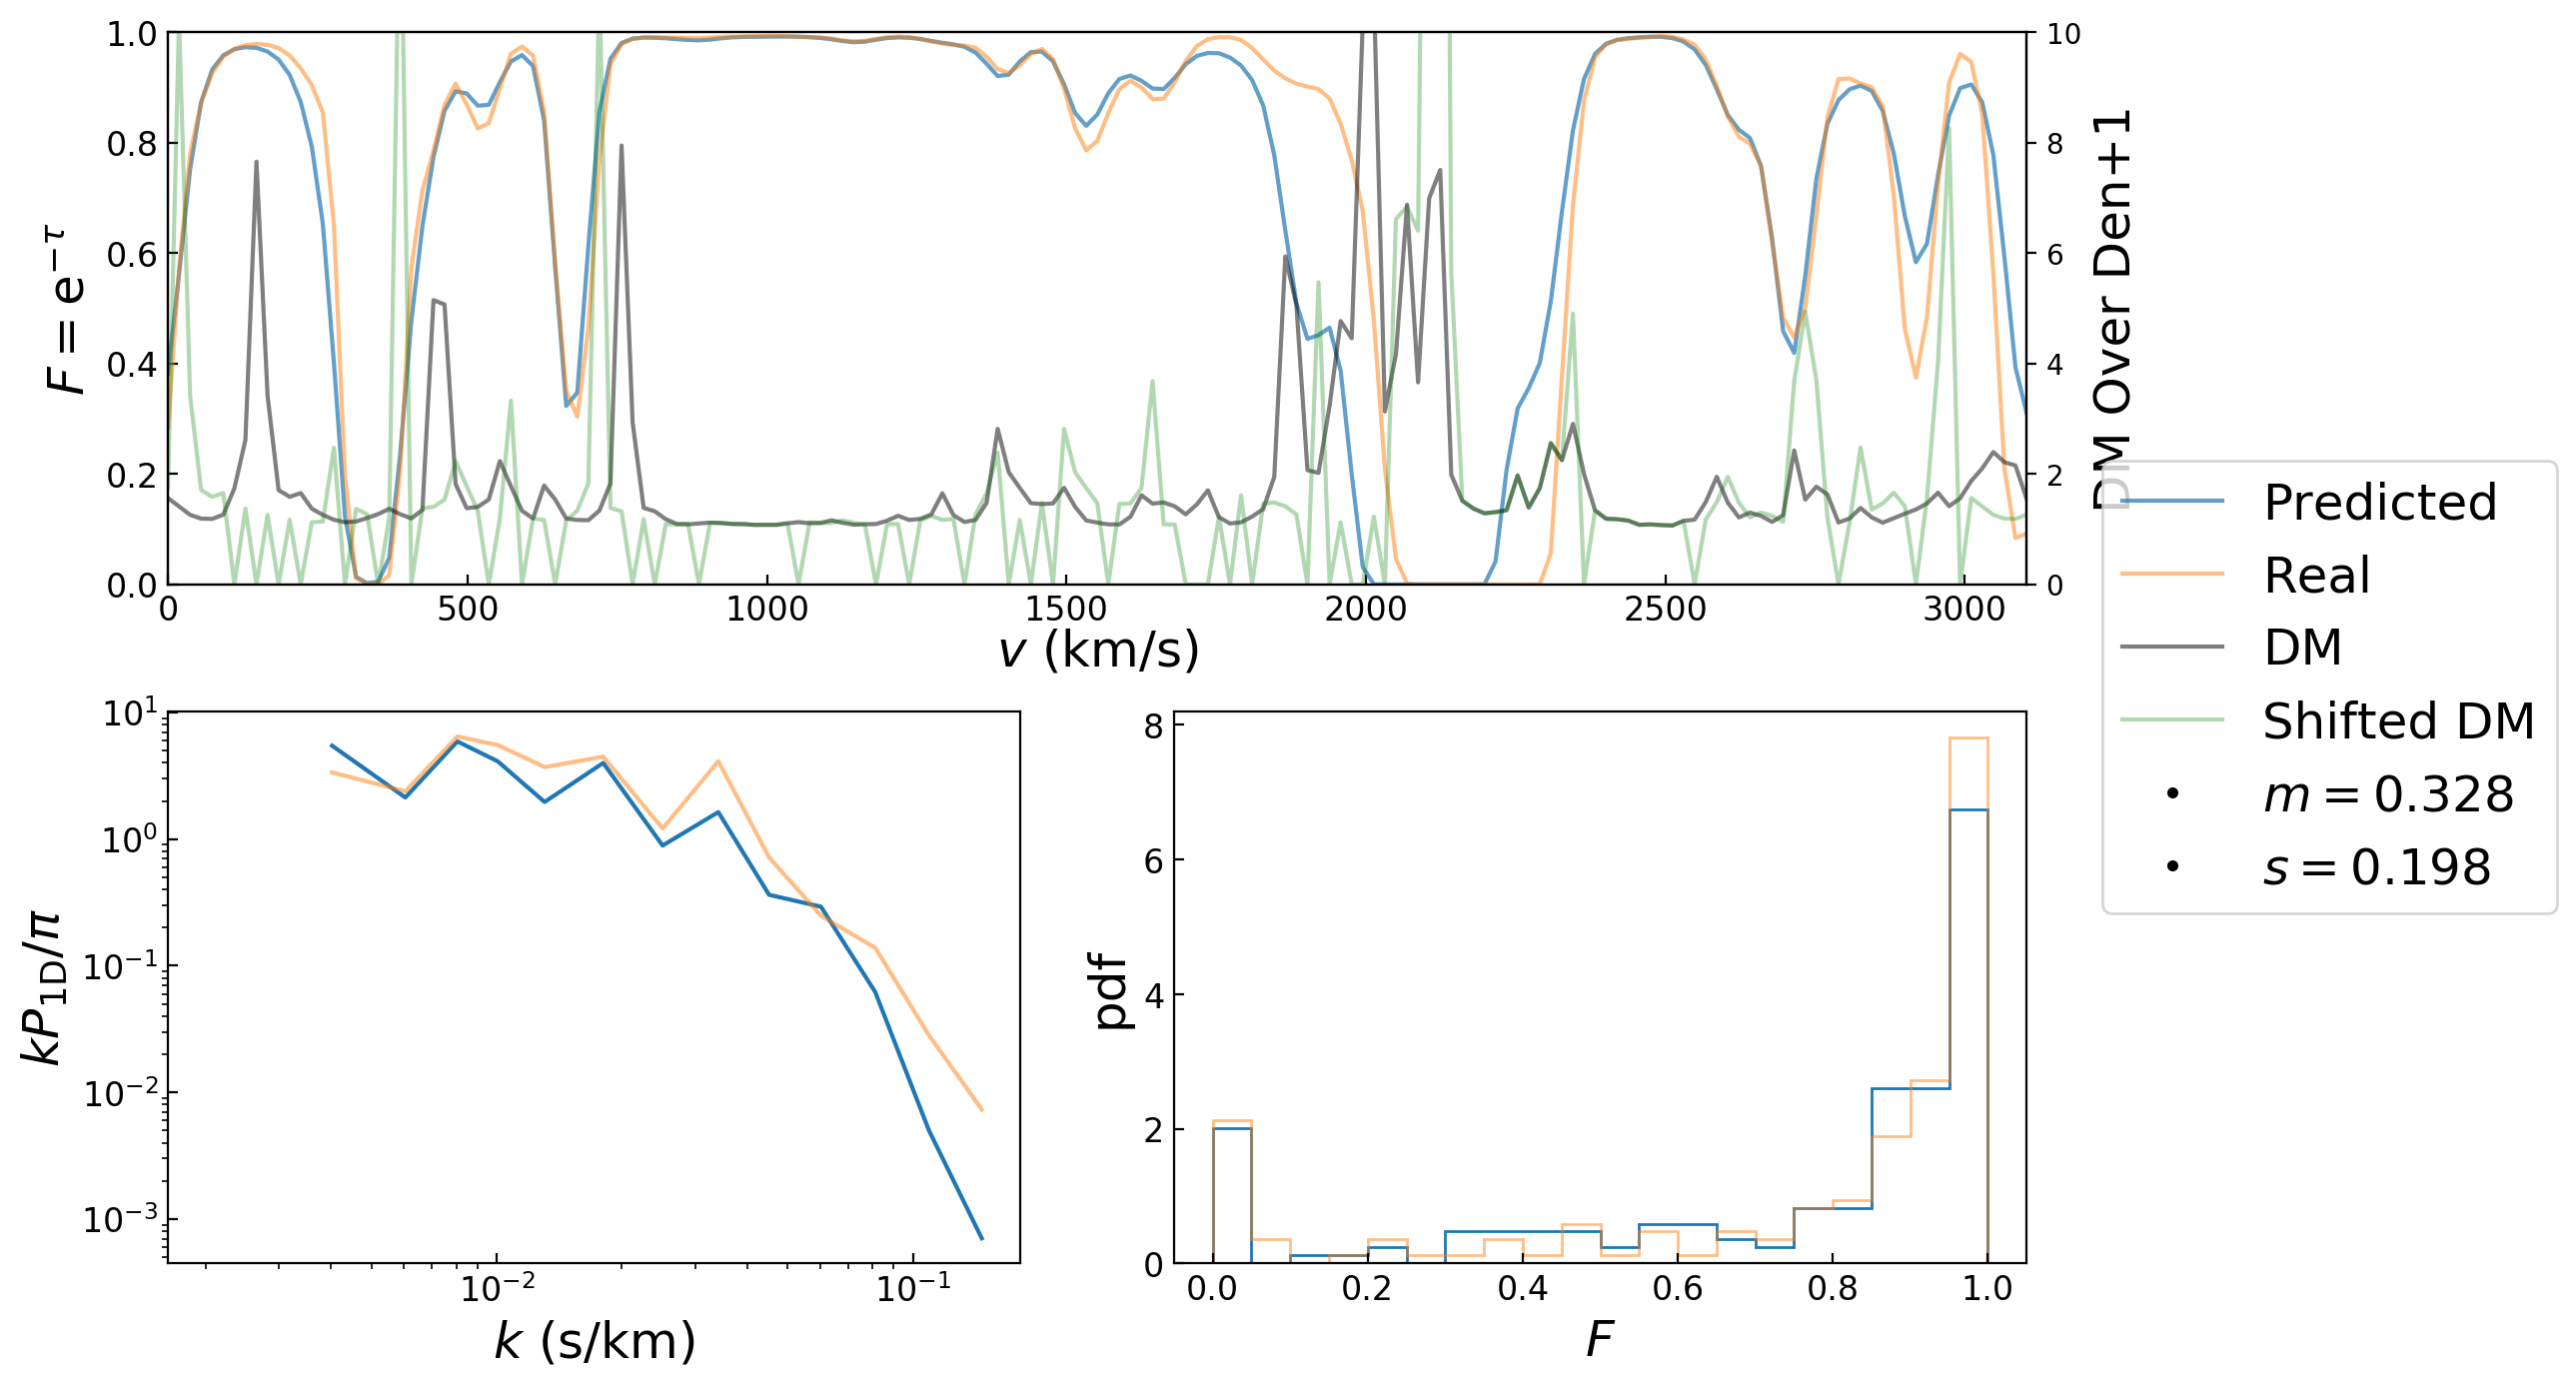 1.0
0.8
0.6
0.4
0.2
0.0
F = e^{-τ}
10
8
6
4
2
0
DM Over Den+1
0 500 1000 1500 2000 2500 3000
v (km/s)
Predicted
Real
DM
Shifted DM
m = 0.328
s = 0.198
10^1
10^0
10^{-1}
10^{-2}
10^{-3}
kP_{1D}/π
10^{-2} 10^{-1}
k (s/km)
8
6
4
2
0
pdf
0.0 0.2 0.4 0.6 0.8 1.0
F